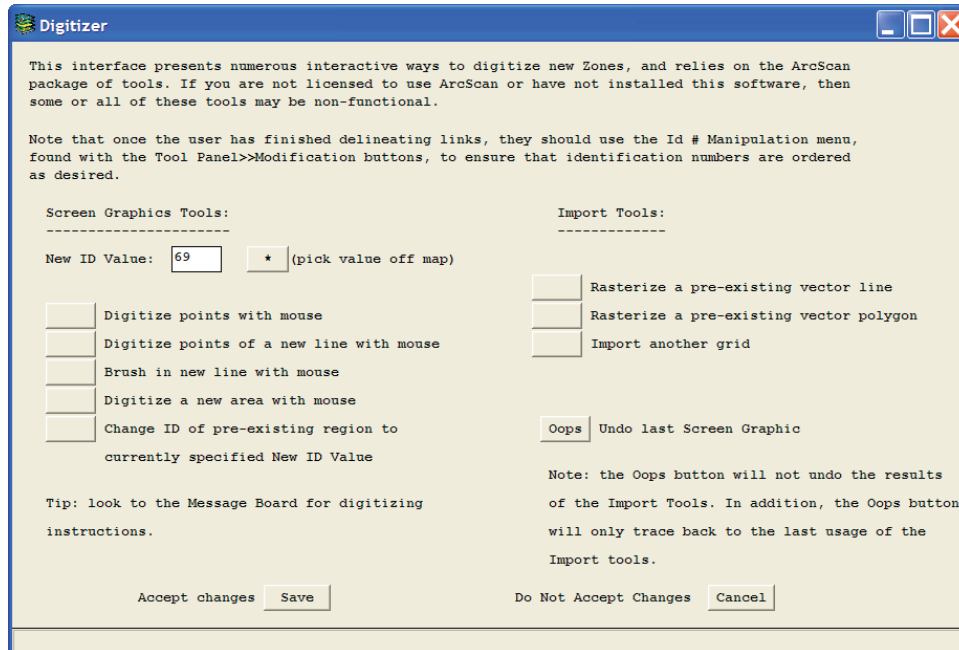 Digitizer
This interface presents numerous interactive ways to digitize new Zones, and relies on the ArcScan
package of tools. If you are not licensed to use ArcScan or have not installed this software, then
some or all of these tools may be non-functional.
Note that once the user has finished delineating links, they should use the Id # Manipulation menu,
found with the Tool Panel>>Modification buttons, to ensure that identification numbers are ordered
as desired.
Screen Graphics Tools:
----------------------
New ID Value: 69 * (pick value off map)
Digitize points with mouse
Digitize points of a new line with mouse
Brush in new line with mouse
Digitize a new area with mouse
Change ID of pre-existing region to
currently specified New ID Value
Tip: look to the Message Board for digitizing
instructions.
Import Tools:
-------------
Rasterize a pre-existing vector line
Rasterize a pre-existing vector polygon
Import another grid
Oops Undo last Screen Graphic
Note: the Oops button will not undo the results
of the Import Tools. In addition, the Oops button
will only trace back to the last usage of the
Import tools.
Accept changes Save
Do Not Accept Changes Cancel